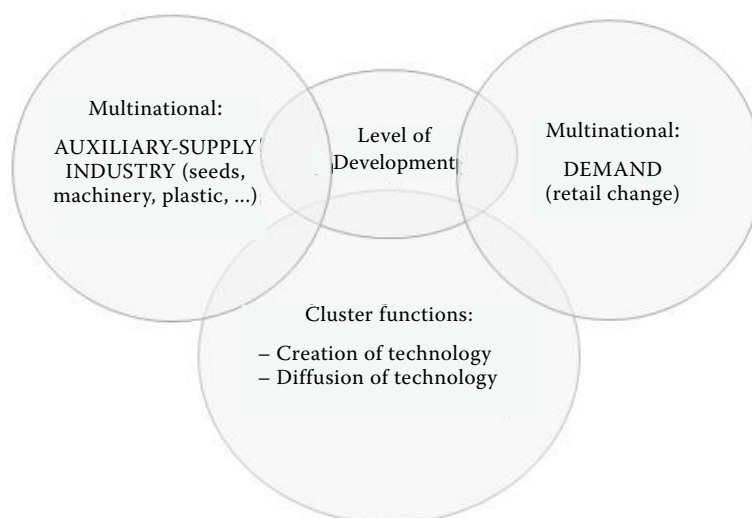 Multinational:
AUXILIARY-SUPPLY
INDUSTRY (seeds,
machinery, plastic, ...)
Level of
Development
Multinational:
DEMAND
(retail change)
Cluster functions:
– Creation of technology
– Diffusion of technology